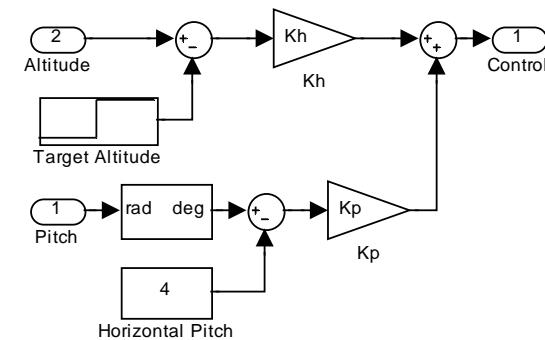 2
Altitude
+
−
Kh
Kh
+
+
1
Control
Target Altitude
1
Pitch
rad deg
+
−
Kp
Kp
4
Horizontal Pitch